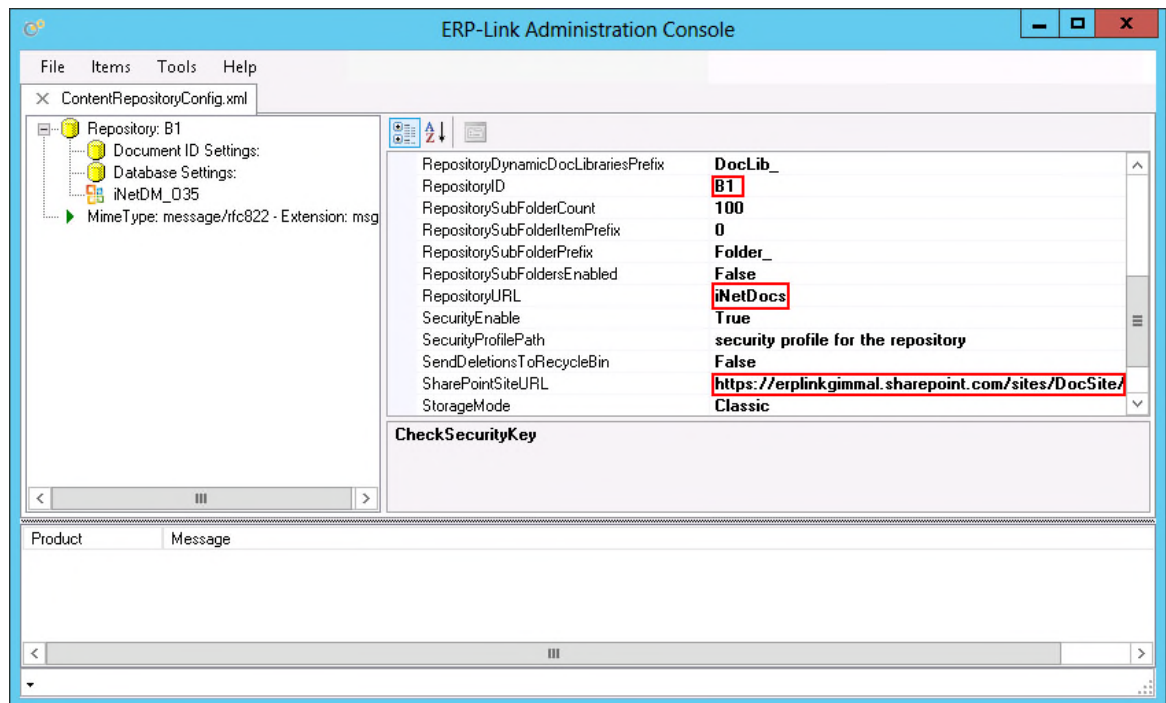 ERP-Link Administration Console
File Items Tools Help
ContentRepositoryConfig.xml
Repository: B1
Document ID Settings:
Database Settings:
iNetDM_O35
MimeType: message/rfc822 - Extension: msg
RepositoryDynamicDocLibrariesPrefix DocLib_
RepositoryID B1
RepositorySubFolderCount 100
RepositorySubFolderItemPrefix 0
RepositorySubFolderPrefix Folder_
RepositorySubFoldersEnabled False
RepositoryURL iNetDocs
SecurityEnable True
SecurityProfilePath security profile for the repository
SendDeletionsToRecycleBin False
SharePointSiteURL https://erplinkgimmal.sharepoint.com/sites/DocSite/
StorageMode Classic
CheckSecurityKey
Product Message